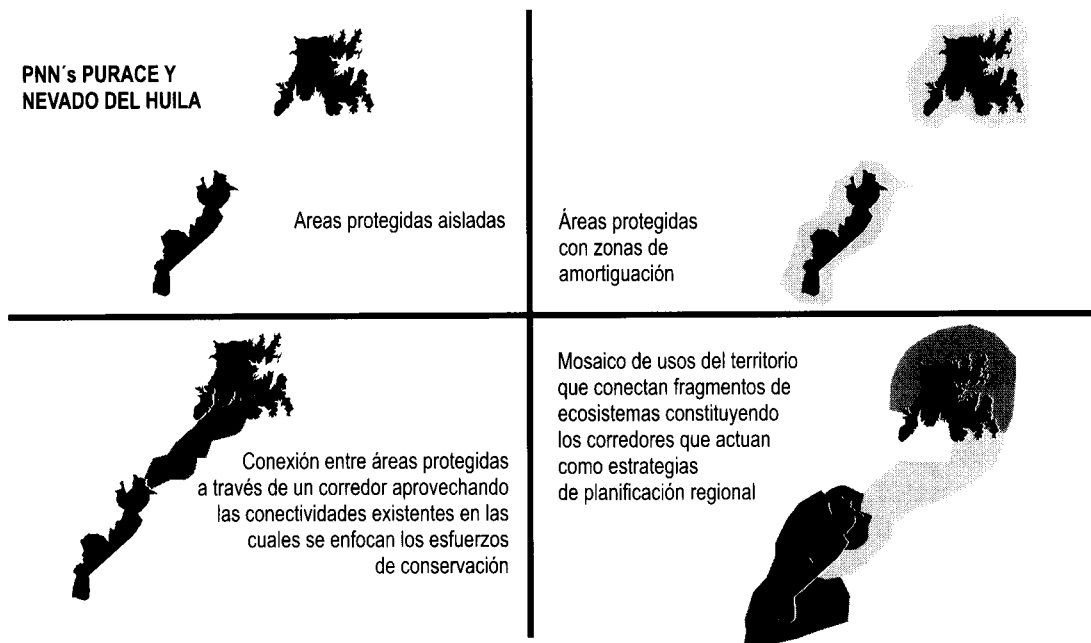 PNN´s PURACE Y
NEVADO DEL HUILA
Areas protegidas aisladas
Áreas protegidas
con zonas de
amortiguación
Conexión entre áreas protegidas
a través de un corredor aprovechando
las conectividades existentes en las
cuales se enfocan los esfuerzos
de conservación
Mosaico de usos del territorio
que conectan fragmentos de
ecosistemas constituyendo
los corredores que actuan
como estrategias
de planificación regional